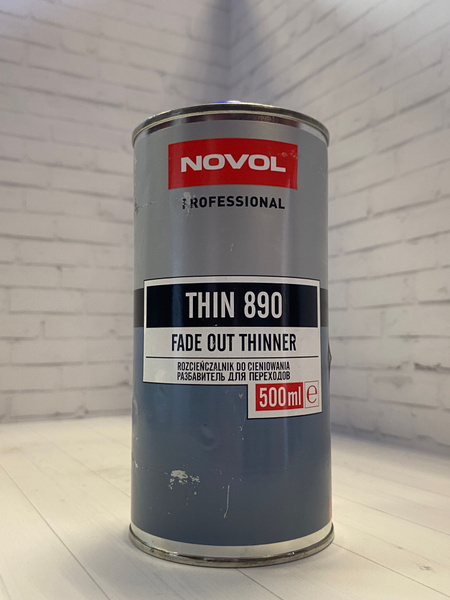 NOVOL
PROFESSIONAL
THIN 890
FADE OUT THINNER
ROZCIEŃCZALNIK DO CIENIOWANIA
РАЗБАВИТЕЛЬ ДЛЯ ПЕРЕХОДОВ
500ml e